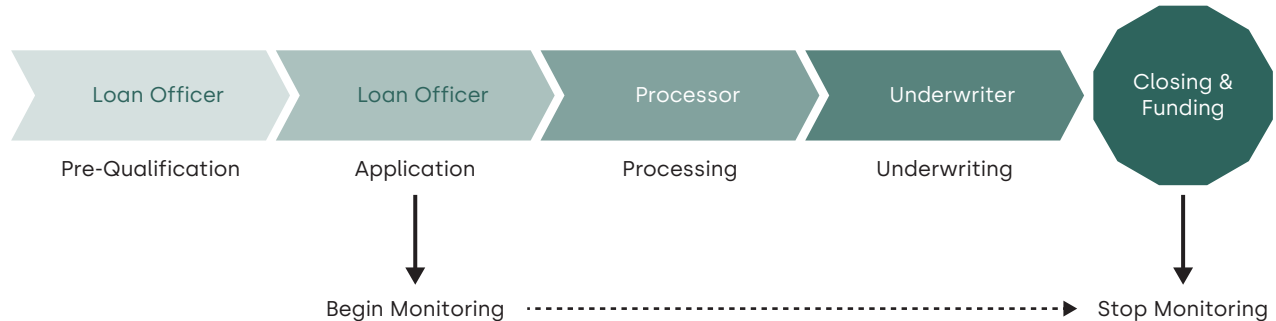 Loan Officer
Loan Officer
Processor
Underwriter
Closing &
Funding
Pre-Qualification
Application
Processing
Underwriting
Begin Monitoring
Stop Monitoring